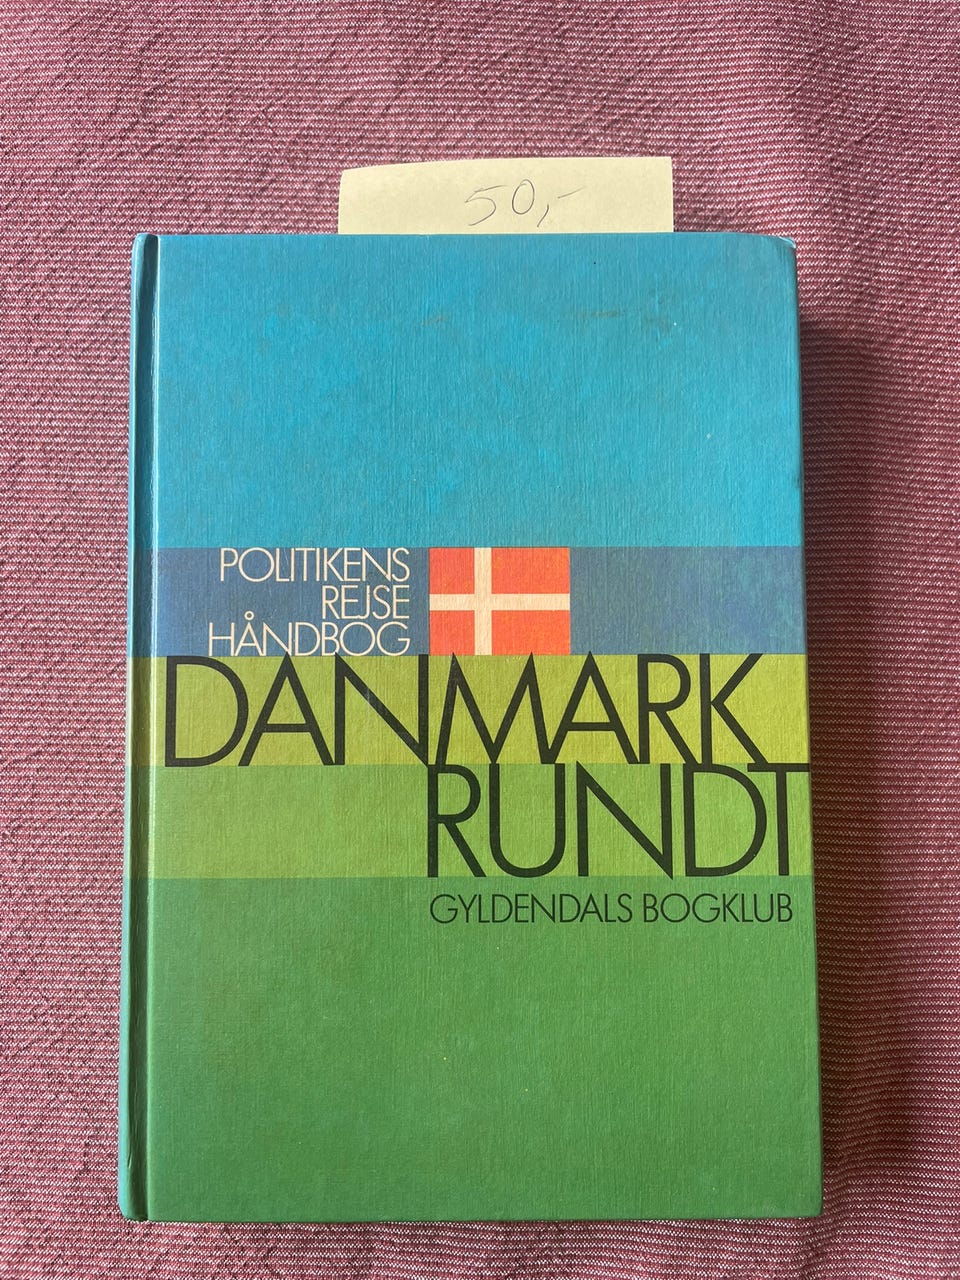 50,-
POLITIKENS
REJSE
HÅNDBOG
DANMARK
RUNDT
GYLDENDALS BOGKLUB